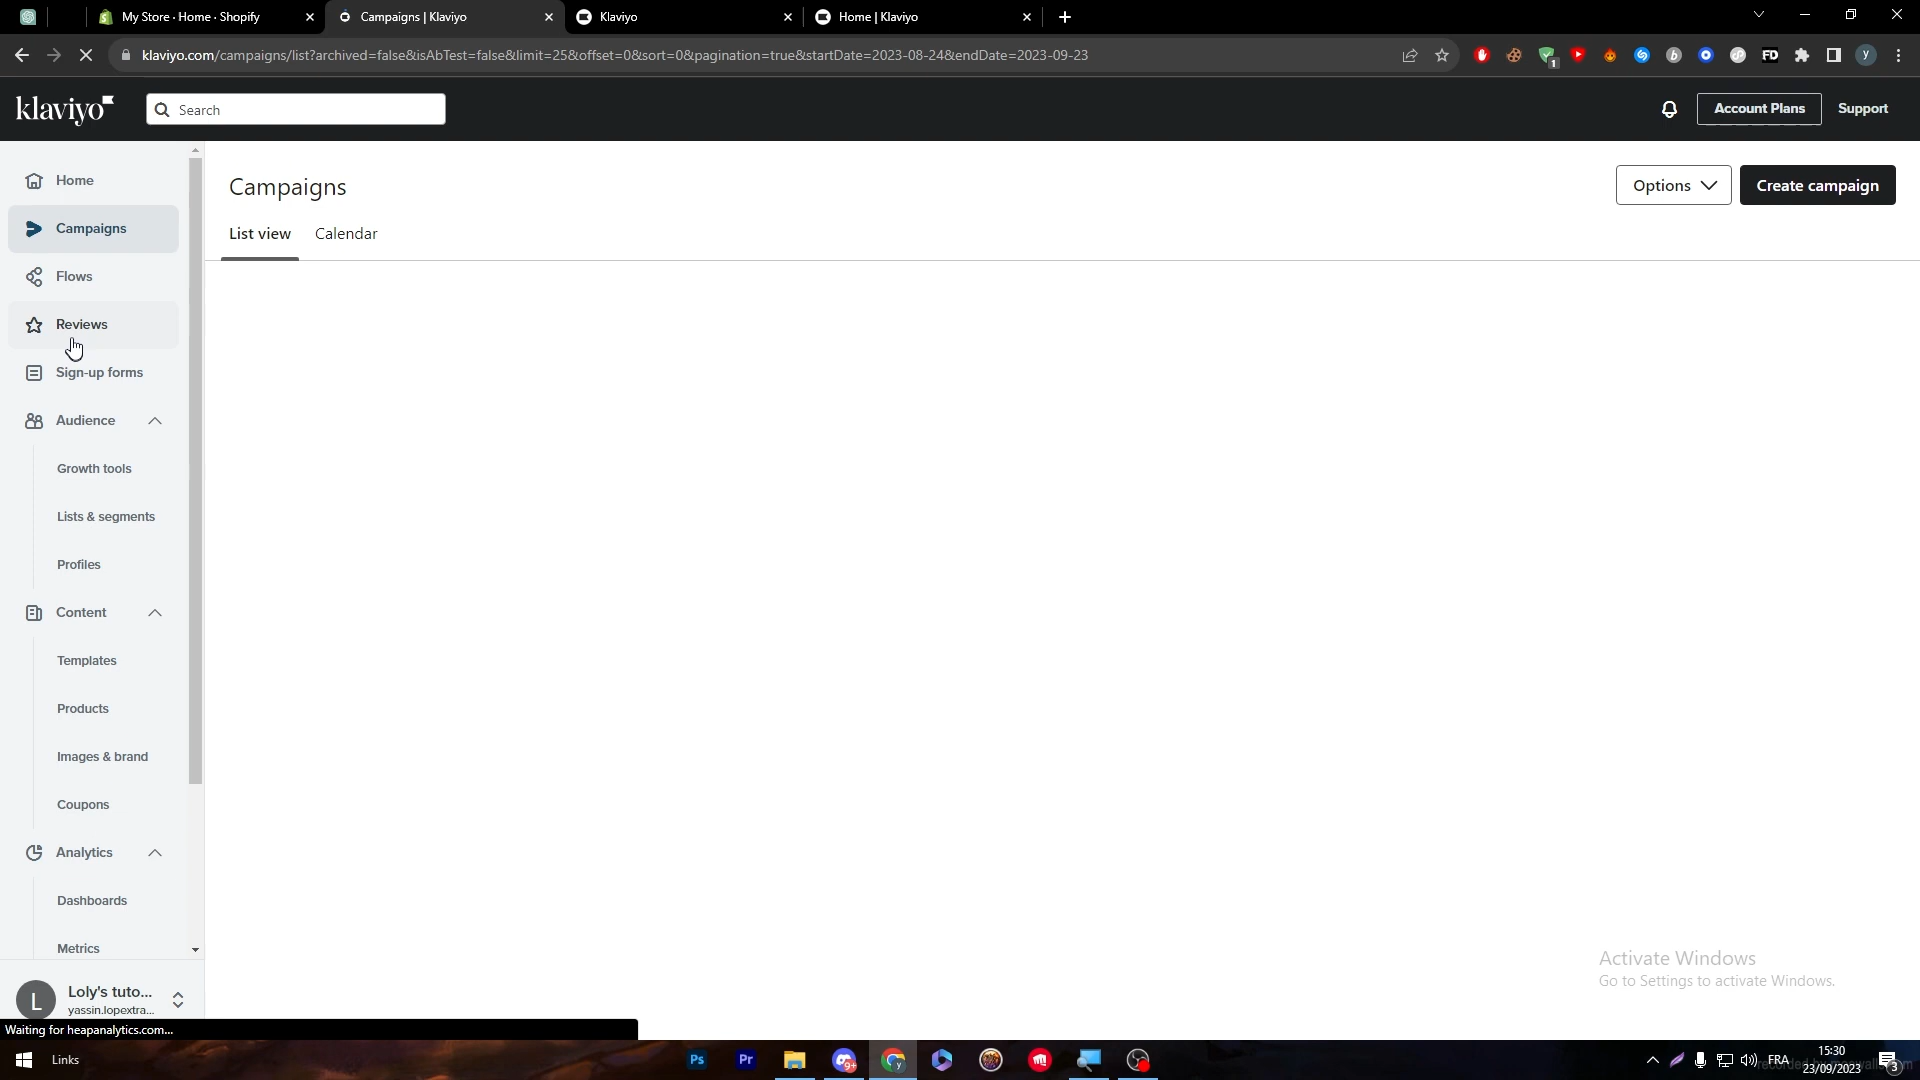 My Store · Home · Shopify
Campaigns | Klaviyo
Klaviyo
Home | Klaviyo
klaviyo.com/campaigns/list?archived=false&isAbTest=false&limit=25&offset=0&sort=0&pagination=true&startDate=2023-08-24&endDate=2023-09-23
1
b
FD
y
klaviyo
Search
Account Plans
Support
Home
Campaigns
Flows
Reviews
Sign-up forms
Audience
Growth tools
Lists & segments
Profiles
Content
Templates
Products
Images & brand
Coupons
Analytics
Dashboards
Metrics
Campaigns
Options
Create campaign
List view
Calendar
Activate Windows
Go to Settings to activate Windows.
L
Loly's tuto...
yassin.lopextra...
Waiting for heapanalytics.com...
Links
Ps
Pr
9+
y
FRA
15:30
23/09/2023
3